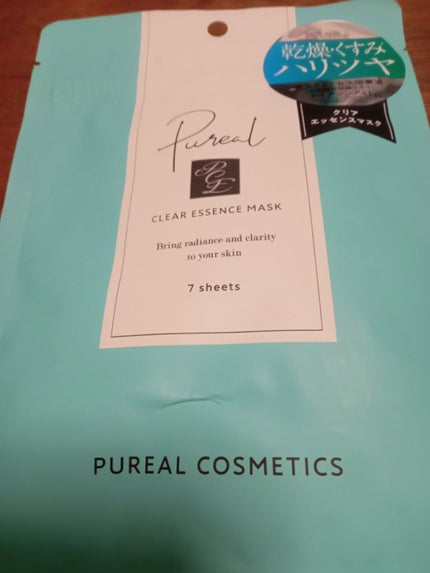 乾燥・くすみ
ハリツヤ
クリア
エッセンスマスク
Pureal
PCE
CLEAR ESSENCE MASK
Bring radiance and clarity
to your skin
7 sheets
PUREAL COSMETICS